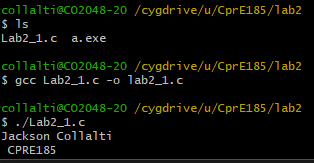 collalti@CO2048-20 /cygdrive/u/CprE185/lab2
$ ls
Lab2_1.c  a.exe
collalti@CO2048-20 /cygdrive/u/CprE185/lab2
$ gcc Lab2_1.c -o lab2_1.c
collalti@CO2048-20 /cygdrive/u/CprE185/lab2
$ ./Lab2_1.c
Jackson Collalti
 CPRE185